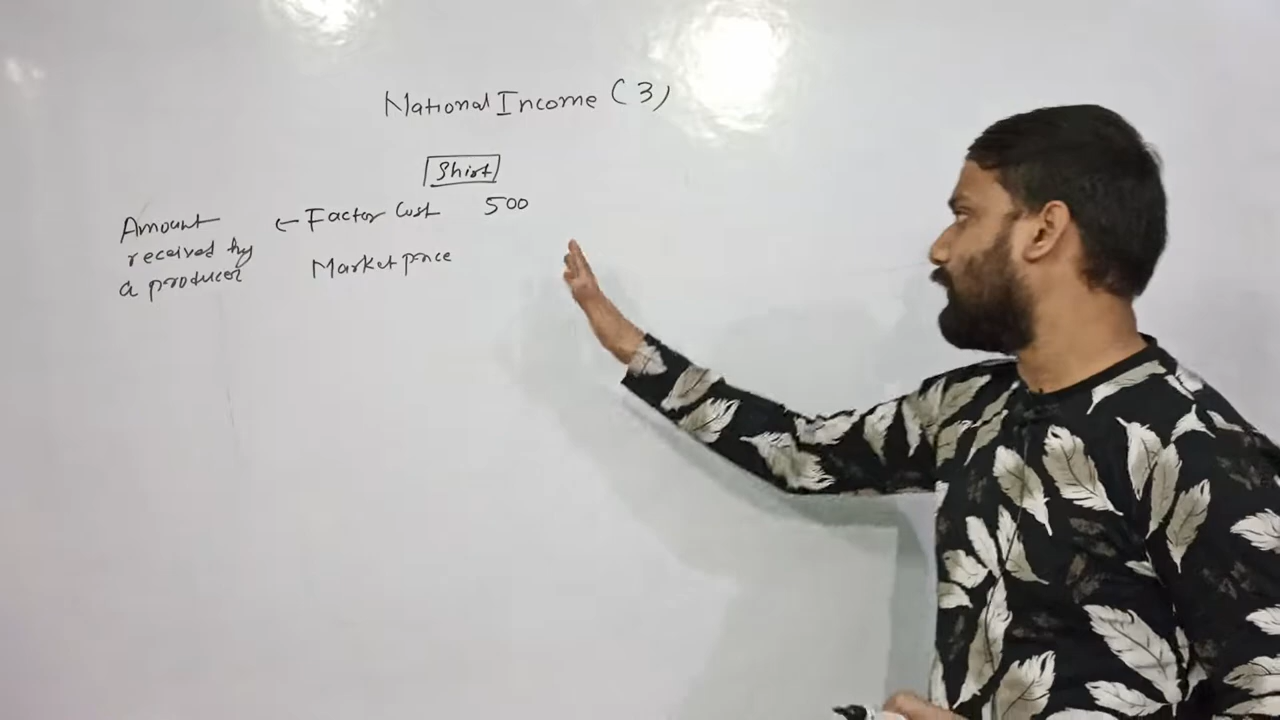 National Income (3)
Shirt
Amount ← Factor Cost 500
received by
a producer
Market price